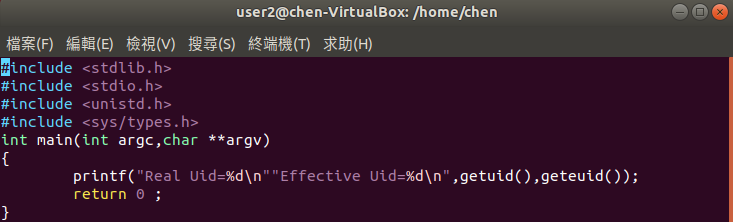 user2@chen-VirtualBox: /home/chen
檔案(F) 編輯(E) 檢視(V) 搜尋(S) 終端機(T) 求助(H)
#include <stdlib.h>
#include <stdio.h>
#include <unistd.h>
#include <sys/types.h>
int main(int argc,char **argv)
{
        printf("Real Uid=%d\n""Effective Uid=%d\n",getuid(),geteuid());
        return 0 ;
}